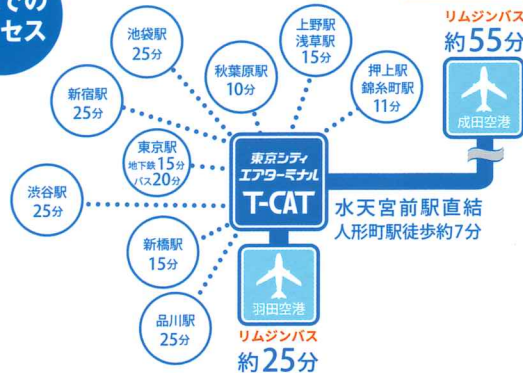 での
セス
池袋駅
25分
上野駅
浅草駅
15分
秋葉原駅
10分
押上駅
錦糸町駅
11分
新宿駅
25分
東京駅
地下鉄15分
バス20分
渋谷駅
25分
新橋駅
15分
品川駅
25分
東京シティ
エアターミナル
T-CAT
リムジンバス
約55分
成田空港
水天宮前駅直結
人形町駅徒歩約7分
羽田空港
リムジンバス
約25分